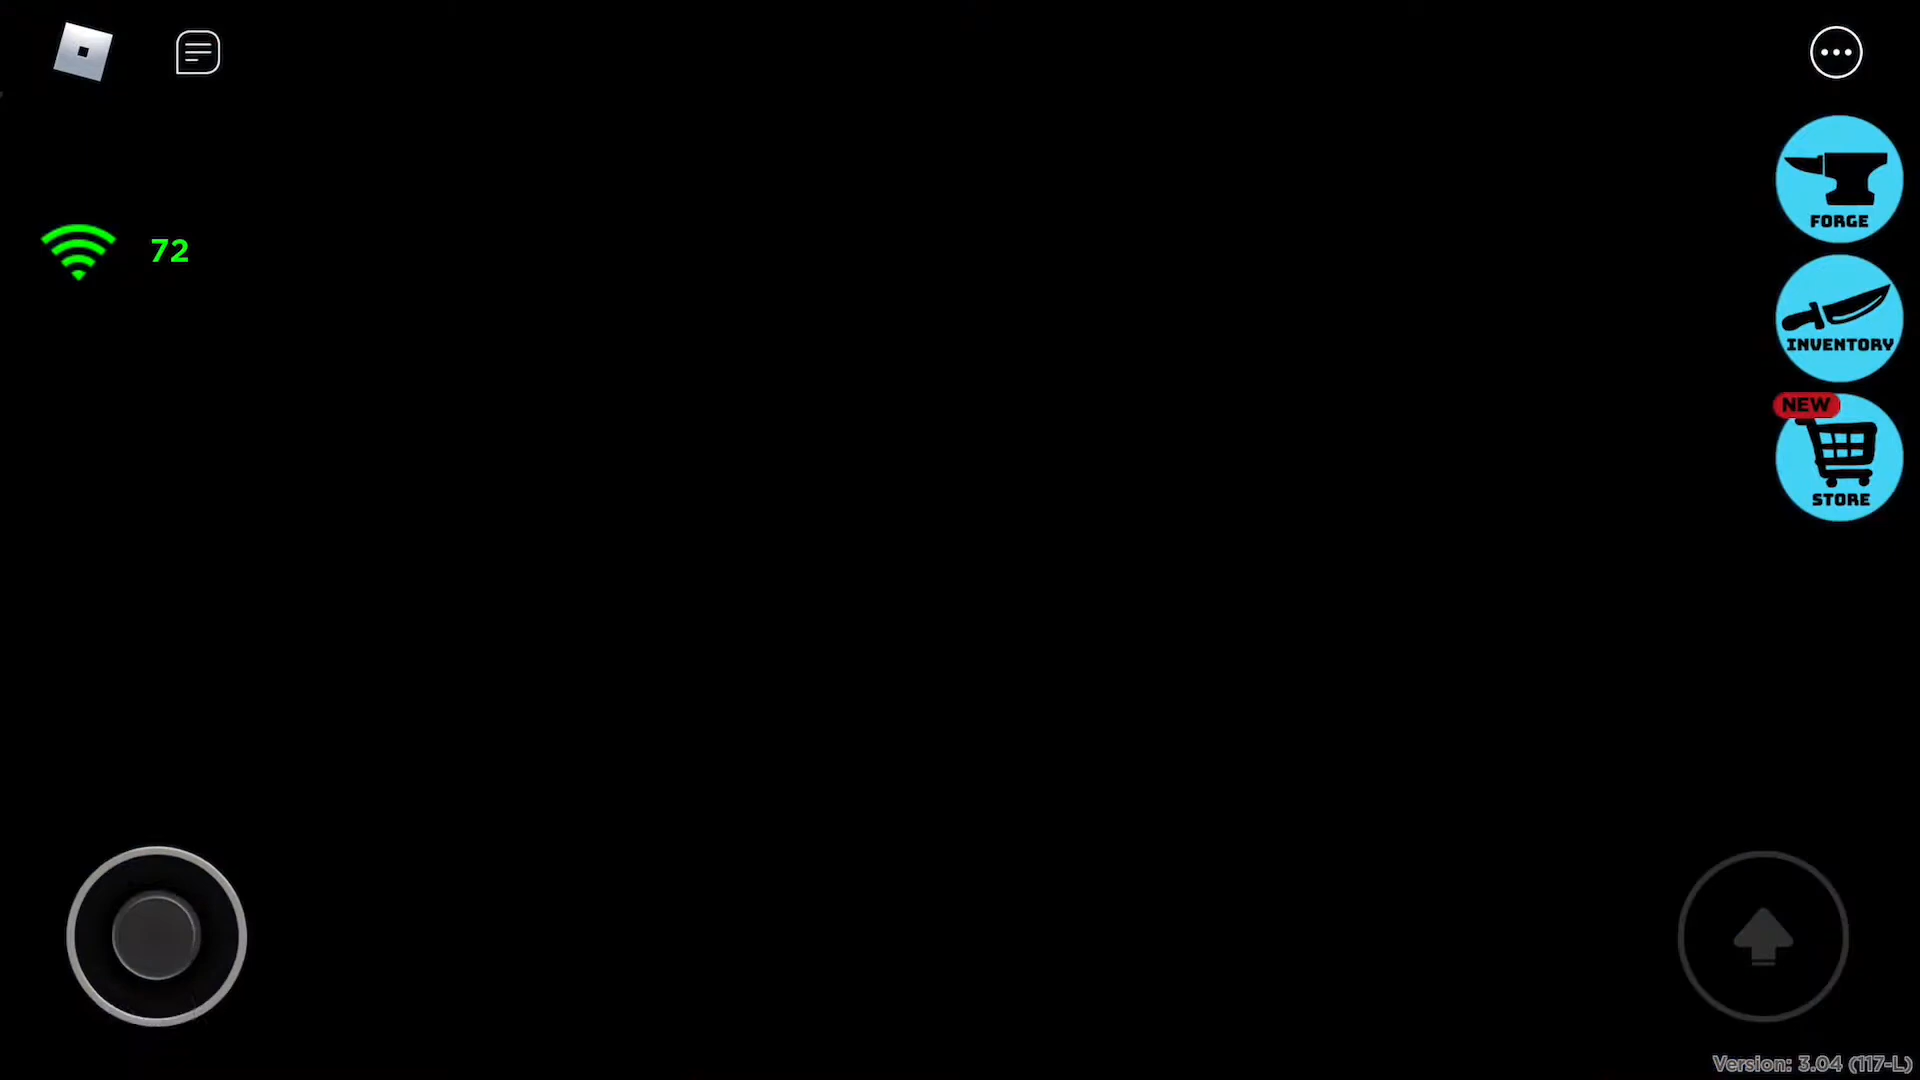 72
FORGE
INVENTORY
NEW
STORE
Version: 3.04 (117-L)